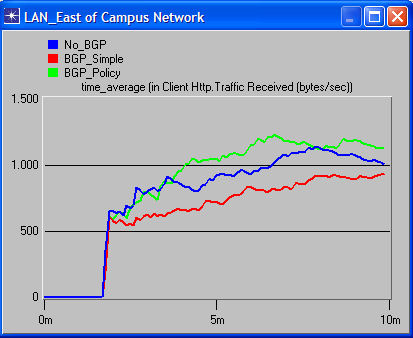 LAN_East of Campus Network
No_BGP
BGP_Simple
BGP_Policy
time_average (in Client Http.Traffic Received (bytes/sec))
1.500
1.000
500
0
0m
5m
10m